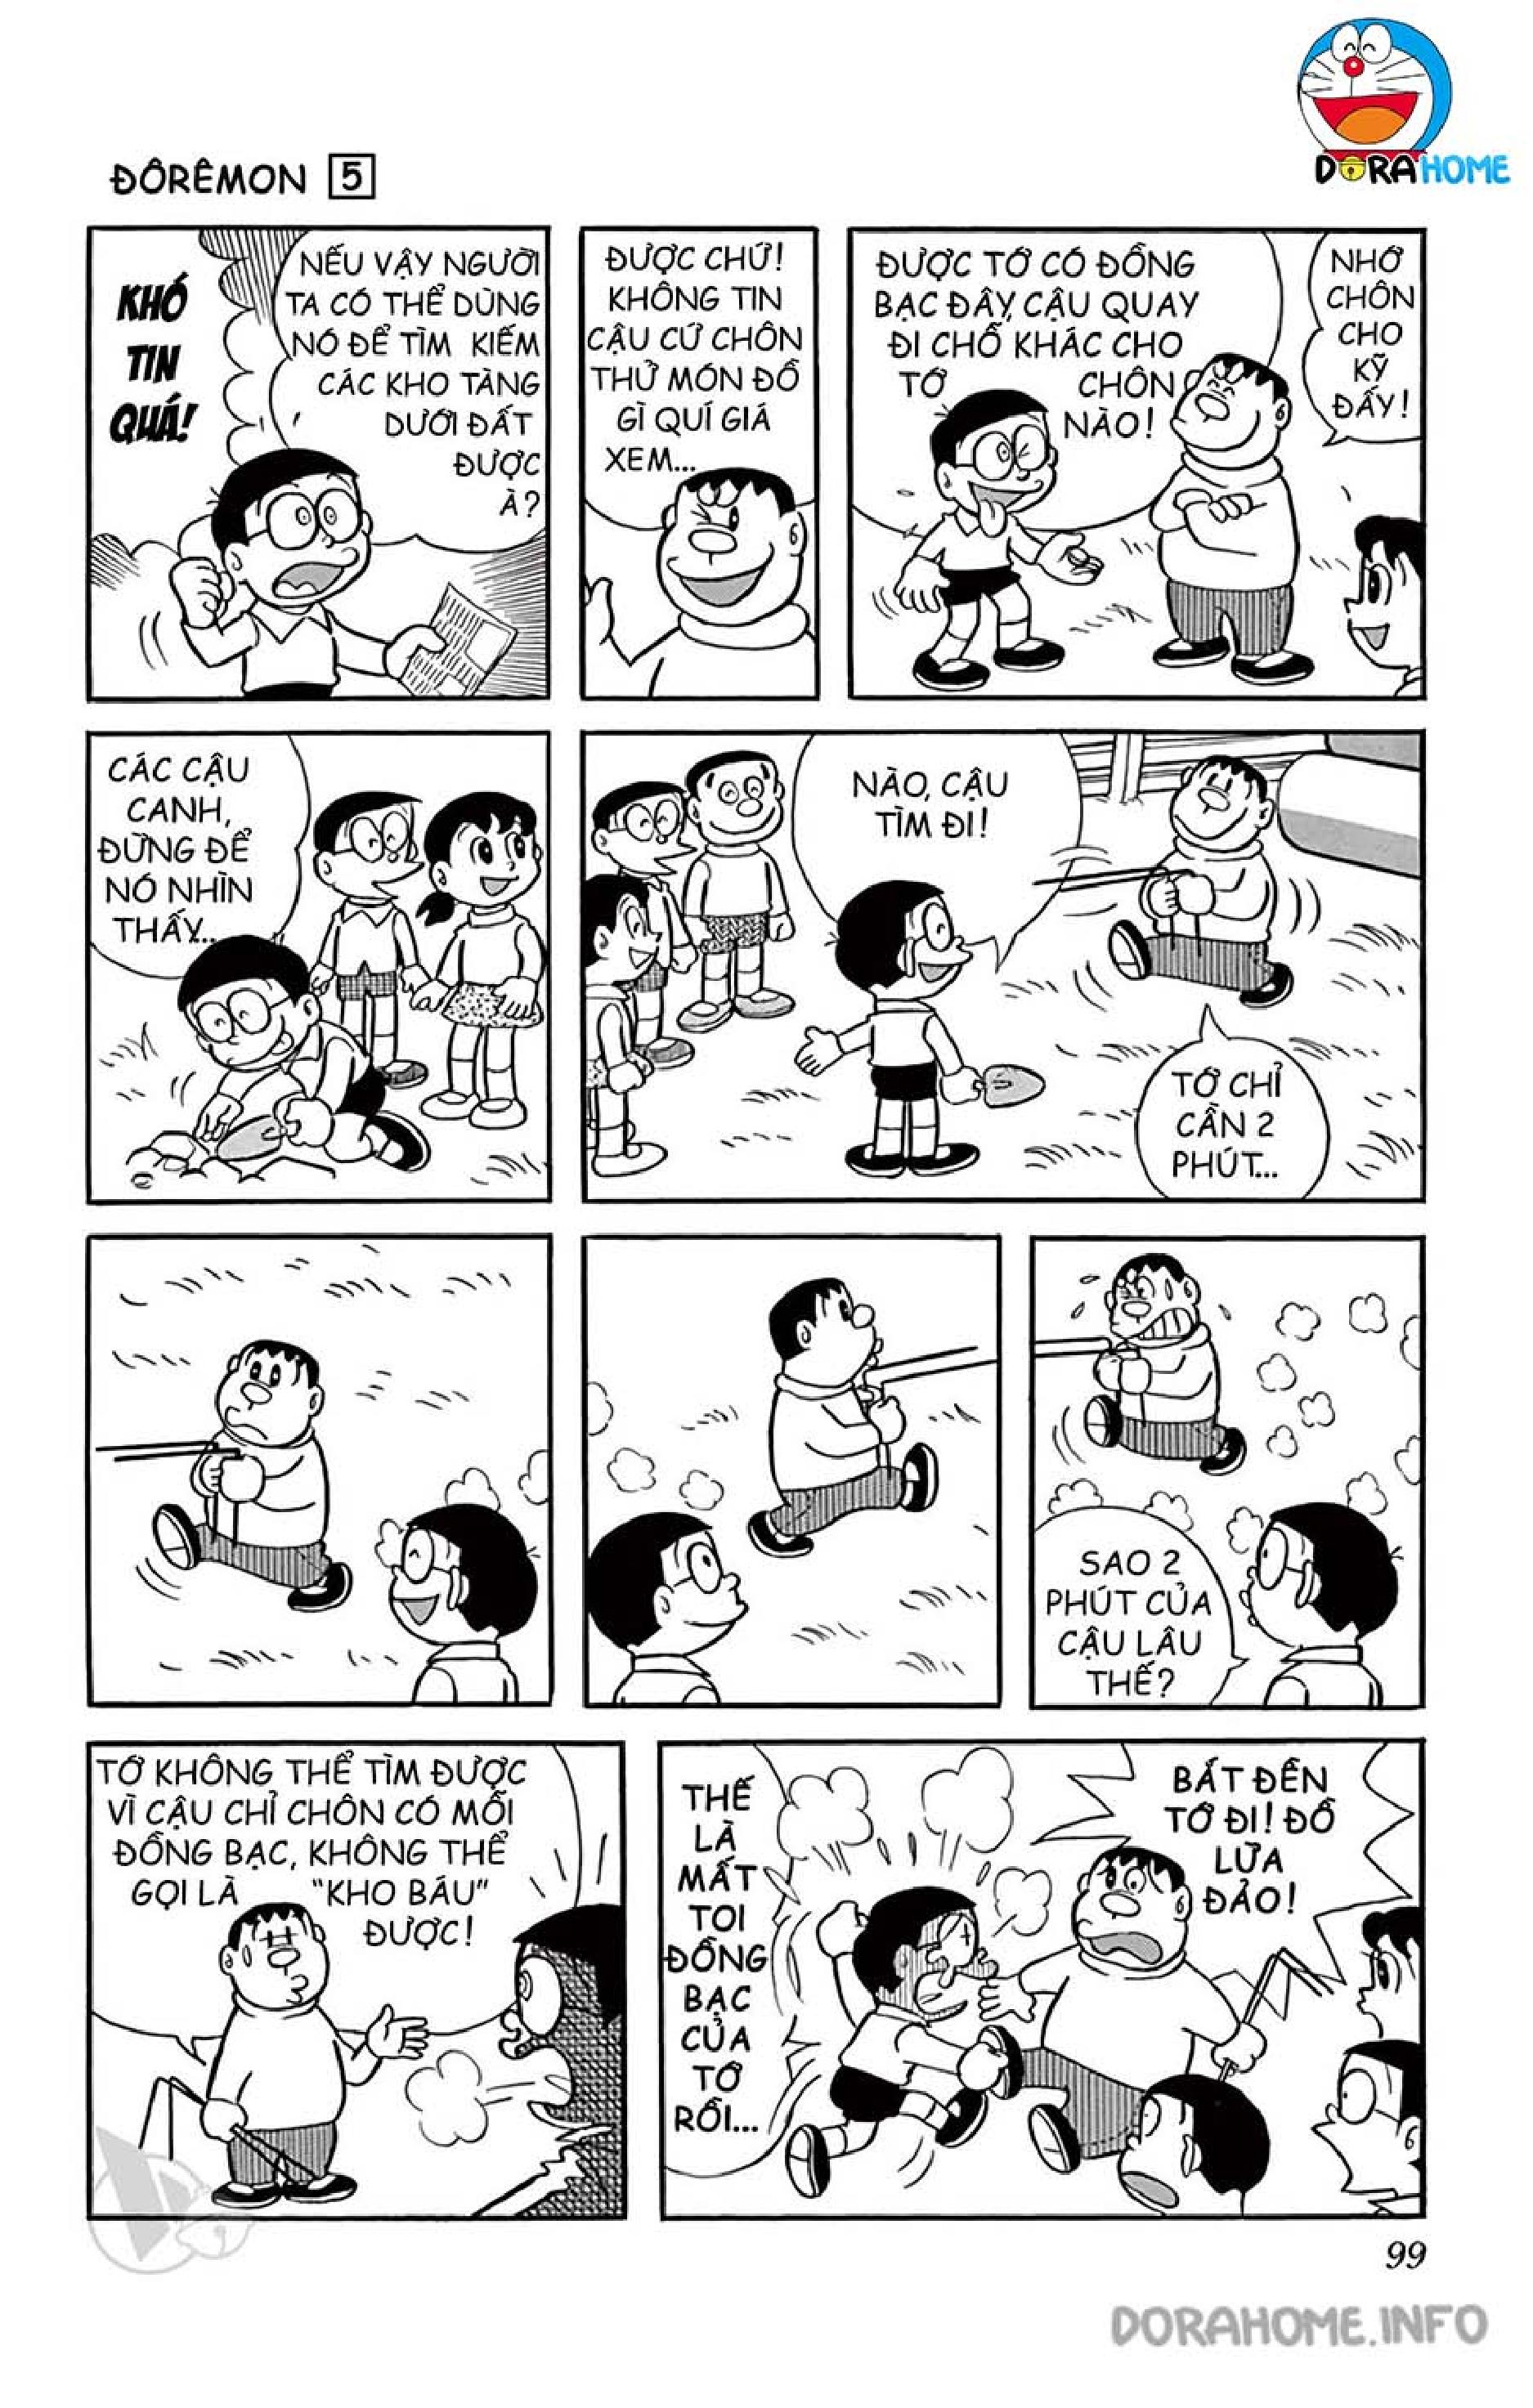 DORAHOME
ĐÔRÊMON 5
KHÓ
TIN
QUÁ!
NẾU VẬY NGƯỜI
TA CÓ THỂ DÙNG
NÓ ĐỂ TÌM KIẾM
CÁC KHO TÀNG
DƯỚI ĐẤT
ĐƯỢC
À?
ĐƯỢC CHỨ!
KHÔNG TIN
CẬU CỨ CHÔN
THỬ MÓN ĐỒ
GÌ QUÍ GIÁ
XEM...
ĐƯỢC TỚ CÓ ĐỒNG
BẠC ĐÂY, CẬU QUAY
ĐI CHỖ KHÁC CHO
TỚ CHÔN
NÀO!
NHỚ
CHÔN
CHO
KỸ
ĐẤY!
CÁC CẬU
CANH,
ĐỪNG ĐỂ
NÓ NHÌN
THẤY...
NÀO, CẬU
TÌM ĐI!
TỚ CHỈ
CẦN 2
PHÚT...
SAO 2
PHÚT CỦA
CẬU LÂU
THẾ?
TỚ KHÔNG THỂ TÌM ĐƯỢC
VÌ CẬU CHỈ CHÔN CÓ MỖI
ĐỒNG BẠC, KHÔNG THỂ
GỌI LÀ "KHO BÁU"
ĐƯỢC!
THẾ
LÀ
MẤT
TOI
ĐỒNG
BẠC
CỦA
TỚ
RỒI...
BẮT ĐỀN
TỚ ĐI! ĐỒ
LỪA
ĐẢO!
99
DORAHOME.INFO